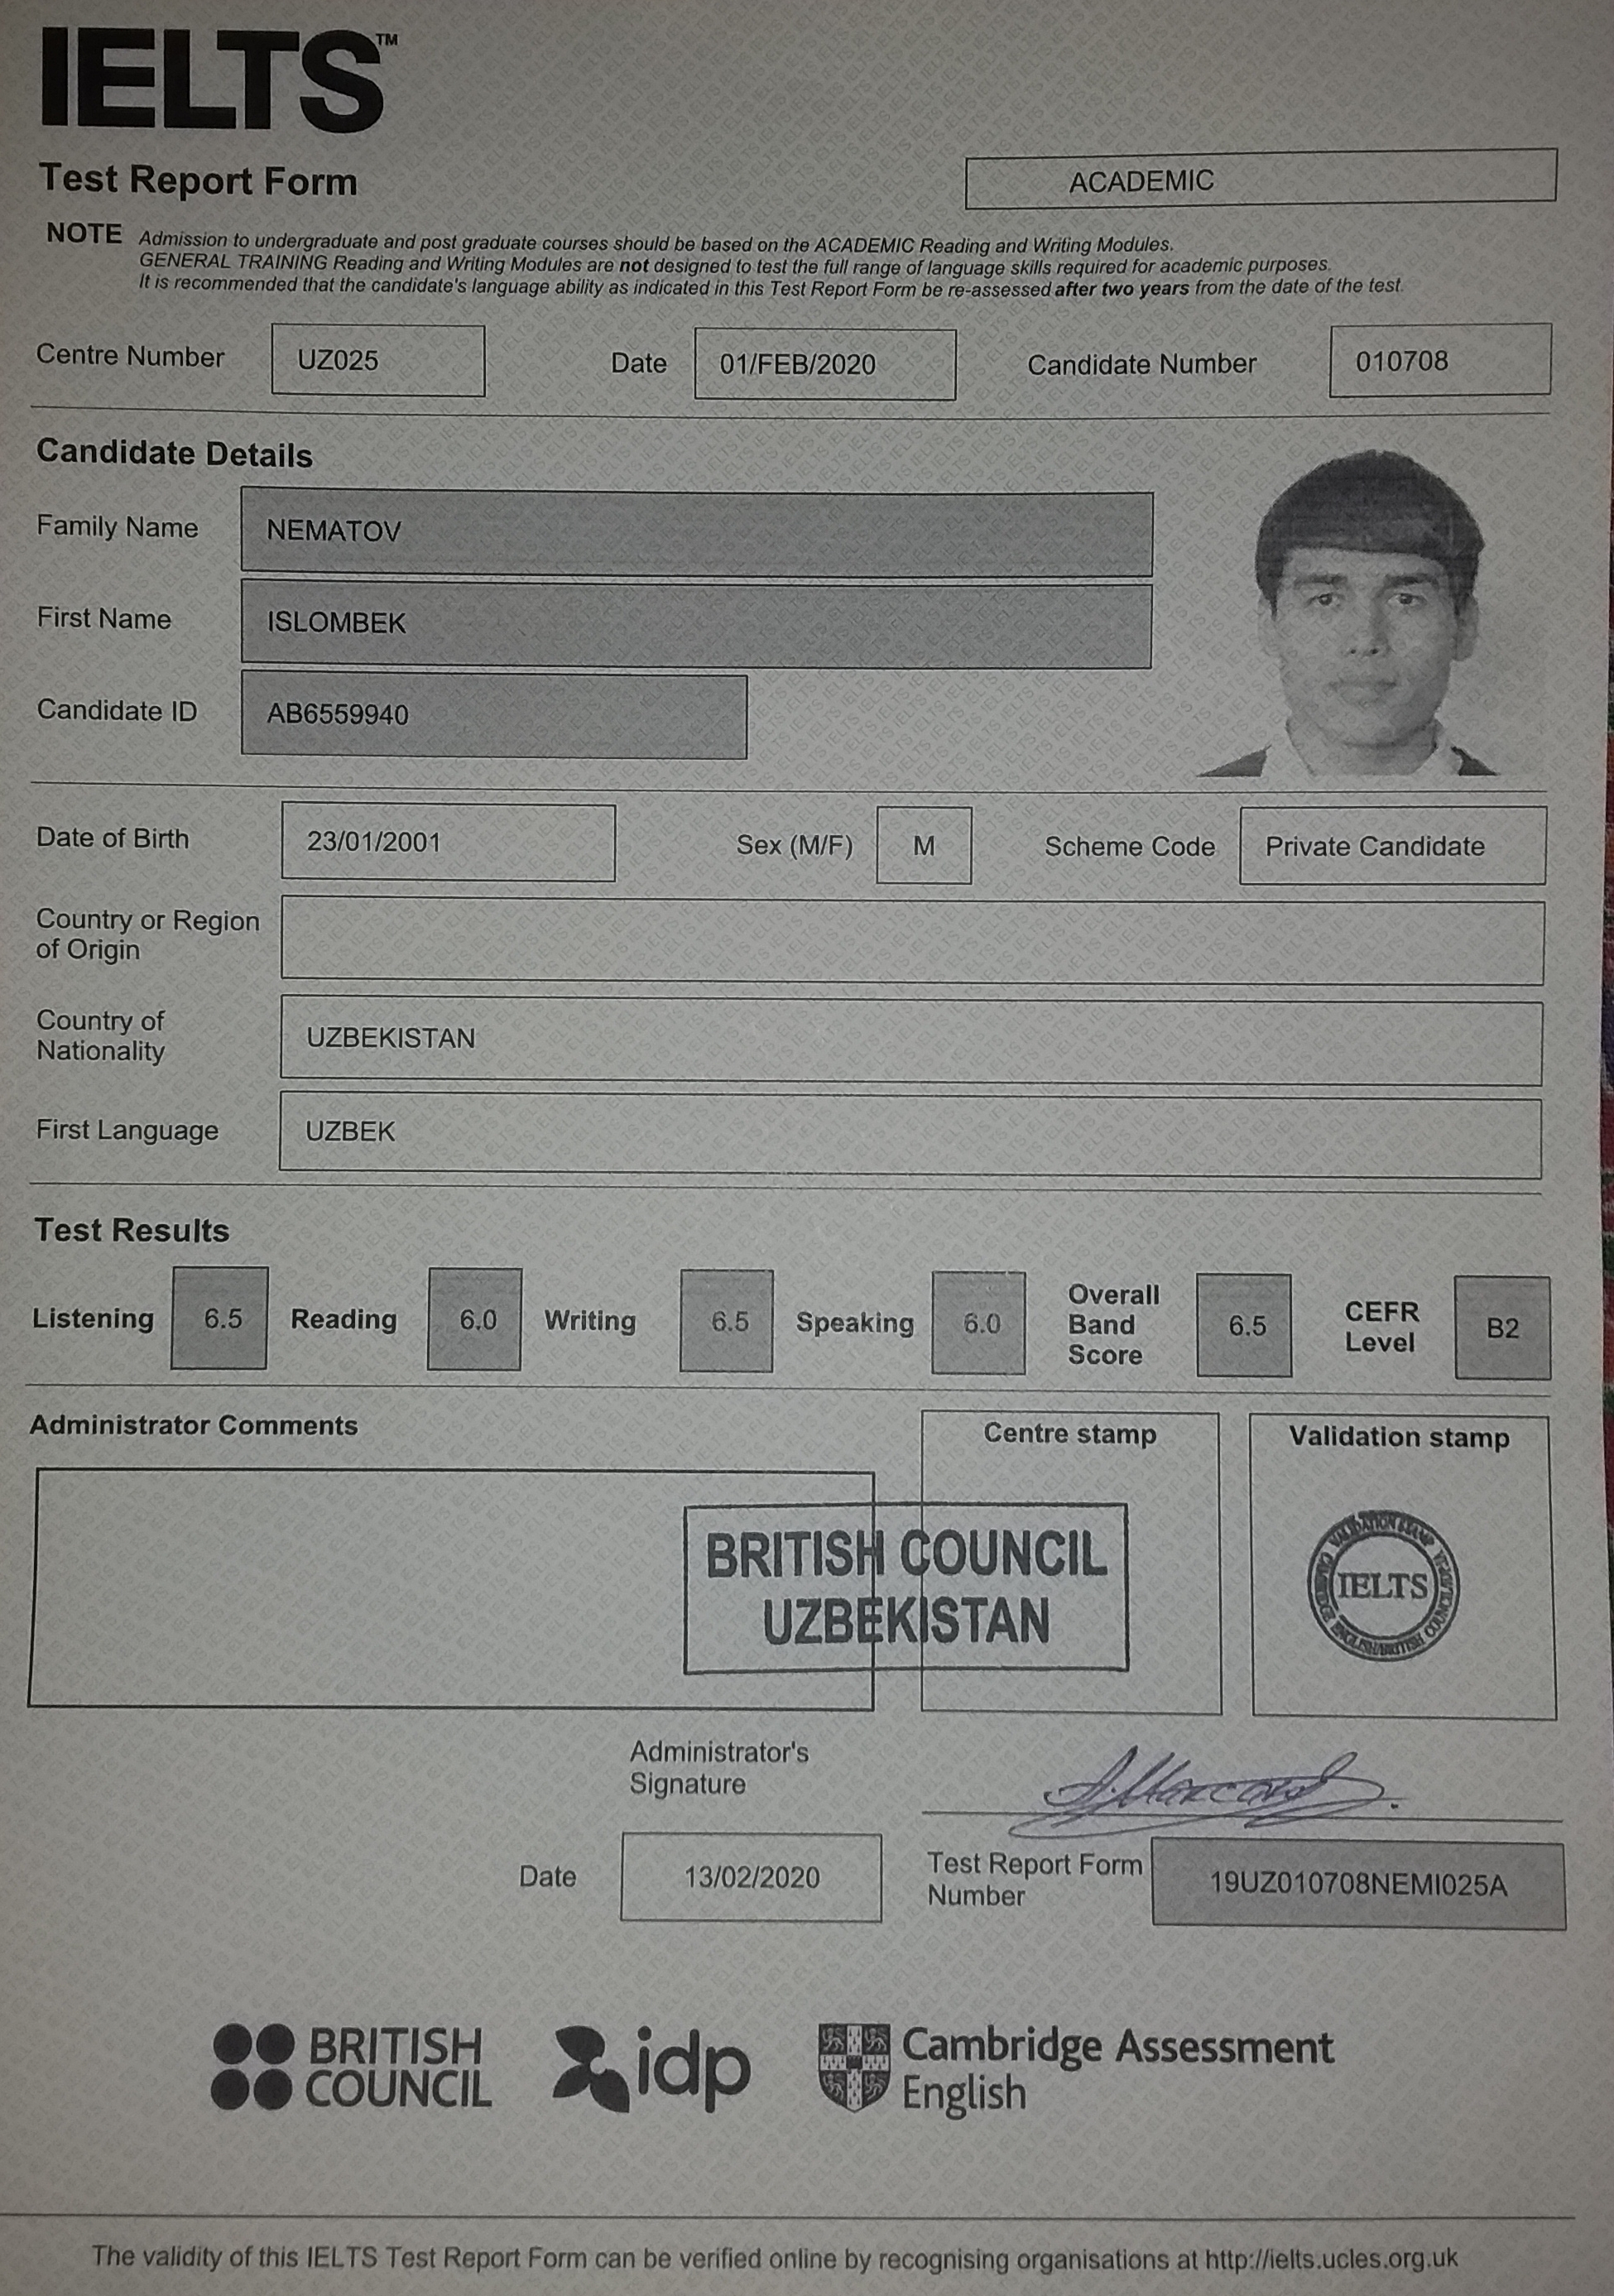 IELTS™
Test Report Form
ACADEMIC
NOTE Admission to undergraduate and post graduate courses should be based on the ACADEMIC Reading and Writing Modules.
GENERAL TRAINING Reading and Writing Modules are not designed to test the full range of language skills required for academic purposes.
It is recommended that the candidate's language ability as indicated in this Test Report Form be re-assessed after two years from the date of the test.
Centre Number UZ025 Date 01/FEB/2020 Candidate Number 010708
Candidate Details
Family Name NEMATOV
First Name ISLOMBEK
Candidate ID AB6559940
Date of Birth 23/01/2001 Sex (M/F) M Scheme Code Private Candidate
Country or Region
of Origin
Country of
Nationality UZBEKISTAN
First Language UZBEK
Test Results
Listening 6.5 Reading 6.0 Writing 6.5 Speaking 6.0 Overall Band Score 6.5 CEFR Level B2
Administrator Comments
Centre stamp
Validation stamp
BRITISH COUNCIL
UZBEKISTAN
IELTS
VALIDATION STAMP
CAMBRIDGE ENGLISH/BRITISH COUNCIL
Administrator's
Signature
Date 13/02/2020
Test Report Form
Number 19UZ010708NEMI025A
BRITISH
COUNCIL
idp
Cambridge Assessment
English
The validity of this IELTS Test Report Form can be verified online by recognising organisations at http://ielts.ucles.org.uk